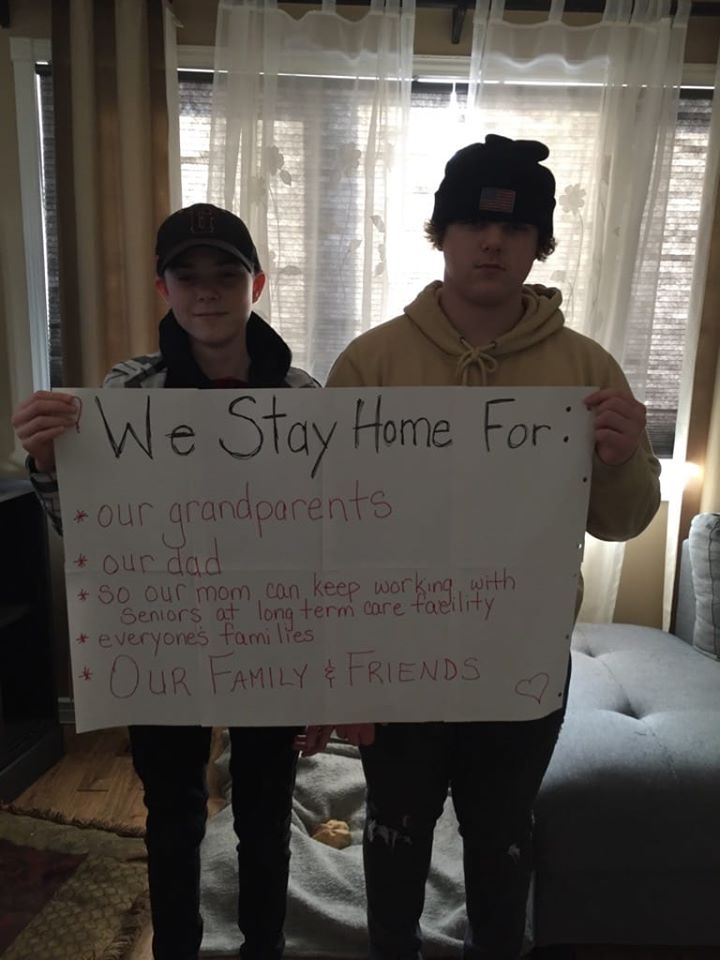 We Stay Home For:
* our grandparents
* our dad
* so our mom can keep working with
seniors at long term care facility
* everyone's families
* OUR FAMILY & FRIENDS